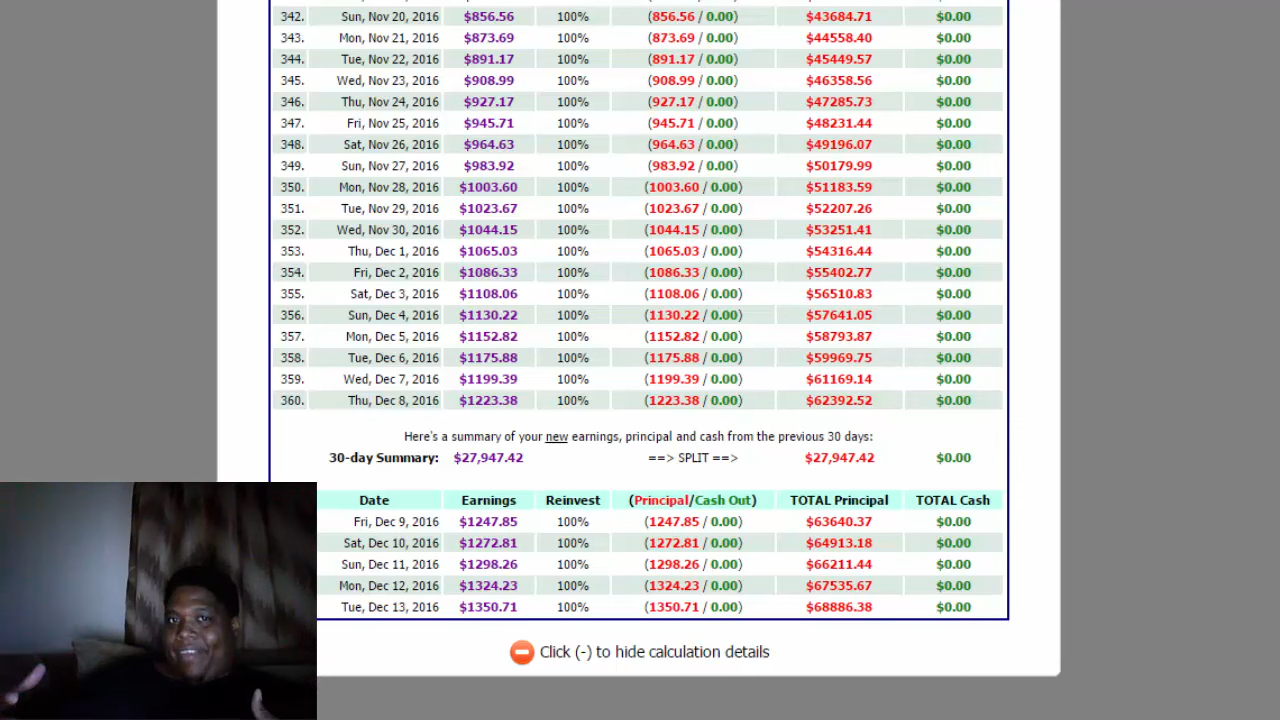 342. Sun, Nov 20, 2016 $856.56 100% (856.56 / 0.00) $43684.71 $0.00
343. Mon, Nov 21, 2016 $873.69 100% (873.69 / 0.00) $44558.40 $0.00
344. Tue, Nov 22, 2016 $891.17 100% (891.17 / 0.00) $45449.57 $0.00
345. Wed, Nov 23, 2016 $908.99 100% (908.99 / 0.00) $46358.56 $0.00
346. Thu, Nov 24, 2016 $927.17 100% (927.17 / 0.00) $47285.73 $0.00
347. Fri, Nov 25, 2016 $945.71 100% (945.71 / 0.00) $48231.44 $0.00
348. Sat, Nov 26, 2016 $964.63 100% (964.63 / 0.00) $49196.07 $0.00
349. Sun, Nov 27, 2016 $983.92 100% (983.92 / 0.00) $50179.99 $0.00
350. Mon, Nov 28, 2016 $1003.60 100% (1003.60 / 0.00) $51183.59 $0.00
351. Tue, Nov 29, 2016 $1023.67 100% (1023.67 / 0.00) $52207.26 $0.00
352. Wed, Nov 30, 2016 $1044.15 100% (1044.15 / 0.00) $53251.41 $0.00
353. Thu, Dec 1, 2016 $1065.03 100% (1065.03 / 0.00) $54316.44 $0.00
354. Fri, Dec 2, 2016 $1086.33 100% (1086.33 / 0.00) $55402.77 $0.00
355. Sat, Dec 3, 2016 $1108.06 100% (1108.06 / 0.00) $56510.83 $0.00
356. Sun, Dec 4, 2016 $1130.22 100% (1130.22 / 0.00) $57641.05 $0.00
357. Mon, Dec 5, 2016 $1152.82 100% (1152.82 / 0.00) $58793.87 $0.00
358. Tue, Dec 6, 2016 $1175.88 100% (1175.88 / 0.00) $59969.75 $0.00
359. Wed, Dec 7, 2016 $1199.39 100% (1199.39 / 0.00) $61169.14 $0.00
360. Thu, Dec 8, 2016 $1223.38 100% (1223.38 / 0.00) $62392.52 $0.00
Here's a summary of your new earnings, principal and cash from the previous 30 days:
30-day Summary: $27,947.42 ==> SPLIT ==> $27,947.42 $0.00
Date Earnings Reinvest (Principal/Cash Out) TOTAL Principal TOTAL Cash
Fri, Dec 9, 2016 $1247.85 100% (1247.85 / 0.00) $63640.37 $0.00
Sat, Dec 10, 2016 $1272.81 100% (1272.81 / 0.00) $64913.18 $0.00
Sun, Dec 11, 2016 $1298.26 100% (1298.26 / 0.00) $66211.44 $0.00
Mon, Dec 12, 2016 $1324.23 100% (1324.23 / 0.00) $67535.67 $0.00
Tue, Dec 13, 2016 $1350.71 100% (1350.71 / 0.00) $68886.38 $0.00
Click (-) to hide calculation details